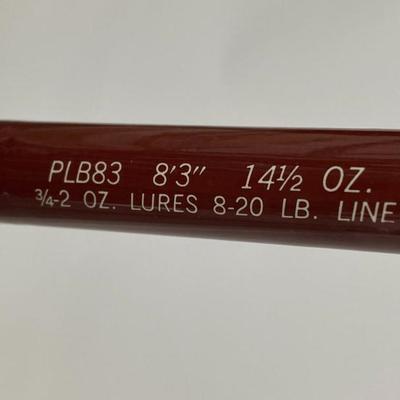 PLB83 8'3" 14½ OZ.
¾-2 OZ. LURES 8-20 LB. LINE